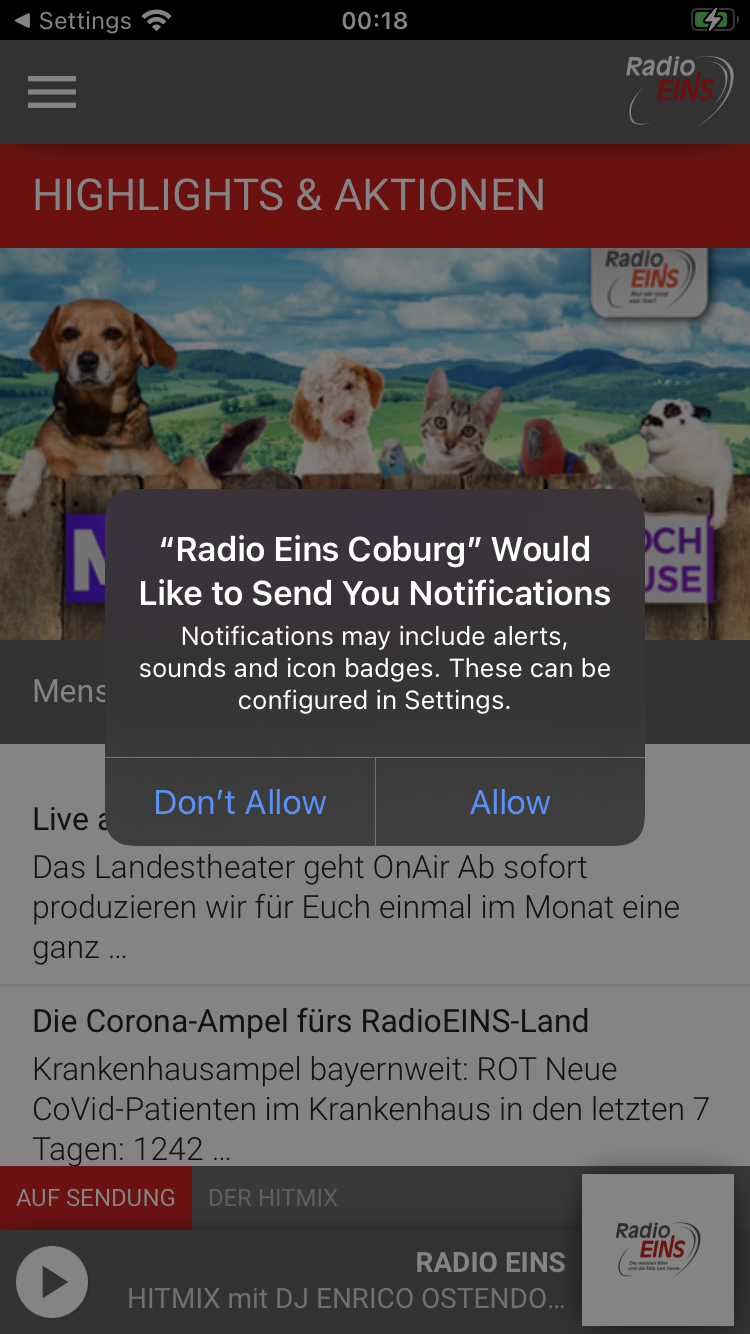 Settings
00:18
Radio
EINS
HIGHLIGHTS & AKTIONEN
Radio
EINS
“Radio Eins Coburg” Would
Like to Send You Notifications
Notifications may include alerts,
sounds and icon badges. These can be
configured in Settings.
Don’t Allow
Allow
Das Landestheater geht OnAir Ab sofort
produzieren wir für Euch einmal im Monat eine
ganz ...
Die Corona-Ampel fürs RadioEINS-Land
Krankenhausampel bayernweit: ROT Neue
CoVid-Patienten im Krankenhaus in den letzten 7
Tagen: 1242 ...
AUF SENDUNG
DER HITMIX
RADIO EINS
HITMIX mit DJ ENRICO OSTENDO...
Radio
EINS